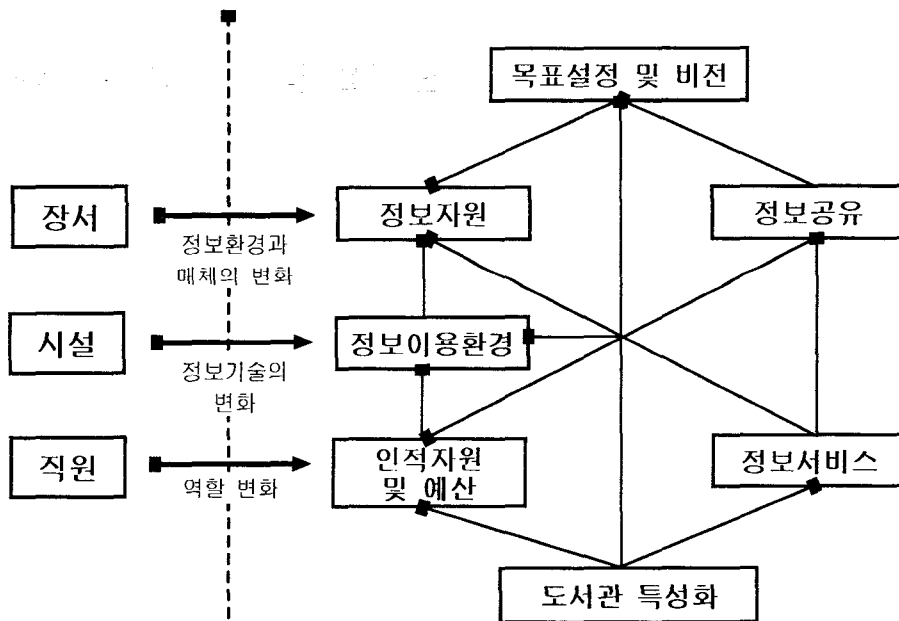 목표설정 및 비전
장서
정보환경과
매체의 변화
정보자원
정보공유
시설
정보기술의
변화
정보이용환경
직원
역할 변화
인적자원
및 예산
정보서비스
도서관 특성화